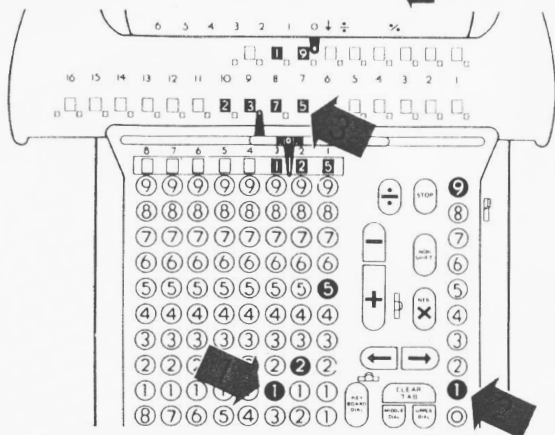 6 5 4 3 2 1 0 ↓ ÷ %
1 9
16 15 14 13 12 11 10 9 8 7 6 5 4 3 2 1
2 3 7 5
3
8 7 6 5 4 3 2 1
1 2 5
9 9 9 9 9 9 9 9 ÷ STOP 9
8 8 8 8 8 8 8 8 8
7 7 7 7 7 7 7 7 - NON SHIFT 7
6 6 6 6 6 6 6 6 6
5 5 5 5 5 5 5 5 + NEG X 5
4 4 4 4 4 4 4 4 4
3 3 3 3 3 3 3 3 3
2 2 2 2 2 2 2 ← → 2
1 1 1 1 1 1 1 KEY BOARD DIAL CLEAR TAB 1
8 7 6 5 4 3 2 1 MIDDLE DIAL UPPER DIAL 0